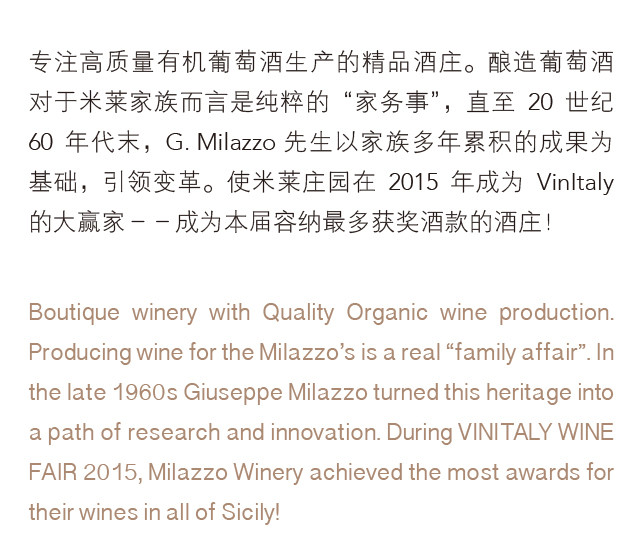 专注高质量有机葡萄酒生产的精品酒庄。酿造葡萄酒
对于米莱家族而言是纯粹的“家务事”，直至 20 世纪
60 年代末，G. Milazzo 先生以家族多年累积的成果为
基础，引领变革。使米莱庄园在 2015 年成为 VinItaly
的大赢家－－成为本届容纳最多获奖酒款的酒庄！
Boutique winery with Quality Organic wine production.
Producing wine for the Milazzo’s is a real “family affair”. In
the late 1960s Giuseppe Milazzo turned this heritage into
a path of research and innovation. During VINITALY WINE
FAIR 2015, Milazzo Winery achieved the most awards for
their wines in all of Sicily!